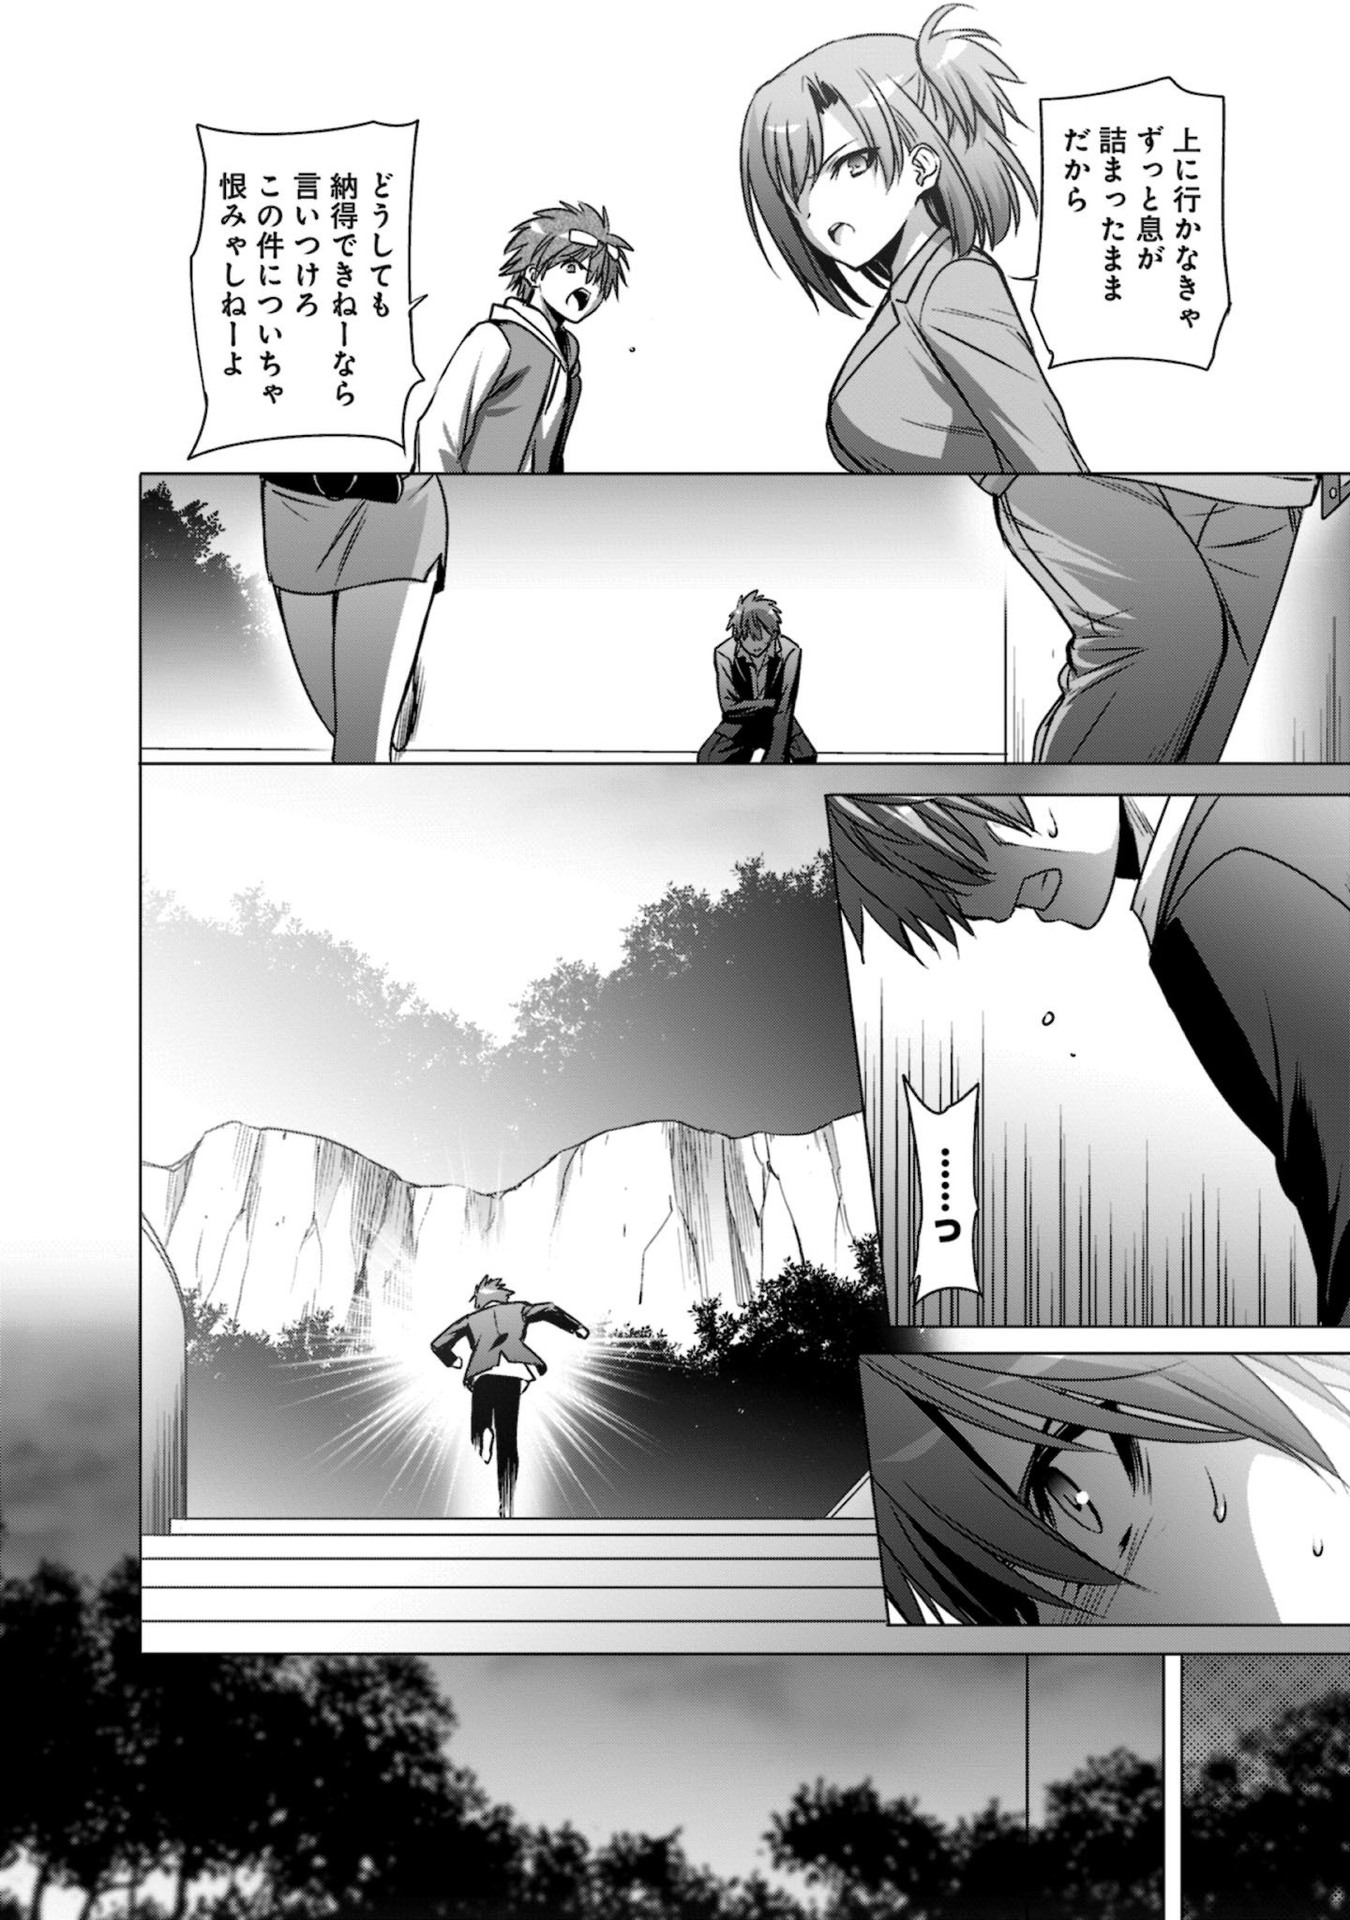 上に行かなきゃ
ずっと息が
詰まったまま
だから
どうしても
納得できねーなら
言いつけろ
この件についちゃ
恨みゃしねーよ
……っ